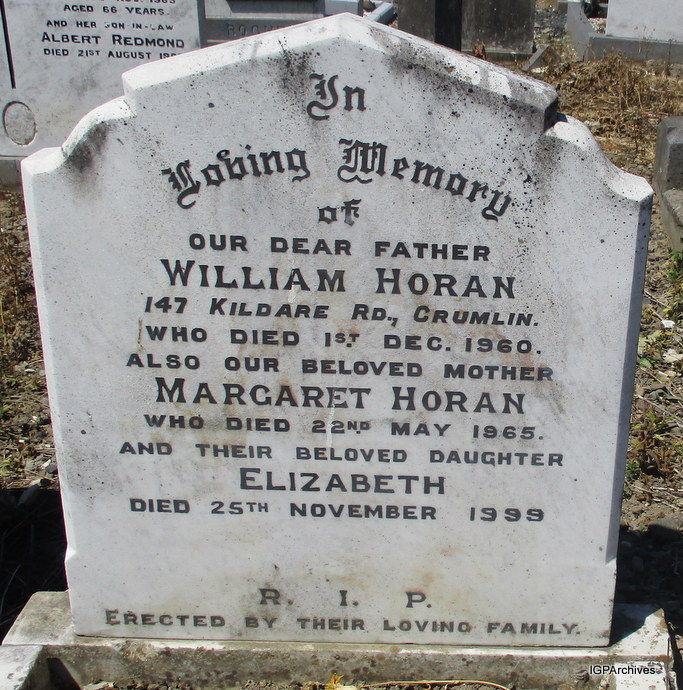 AGED 66 YEARS
AND HER SON-IN-LAW
ALBERT REDMOND
DIED 21ST AUGUST
In
Loving Memory
of
OUR DEAR FATHER
WILLIAM HORAN
147 KILDARE RD., CRUMLIN.
WHO DIED 1ST DEC. 1960.
ALSO OUR BELOVED MOTHER
MARGARET HORAN
WHO DIED 22ND MAY 1965.
AND THEIR BELOVED DAUGHTER
ELIZABETH
DIED 25TH NOVEMBER 1999
R. I. P.
ERECTED BY THEIR LOVING FAMILY.
IGPArchives